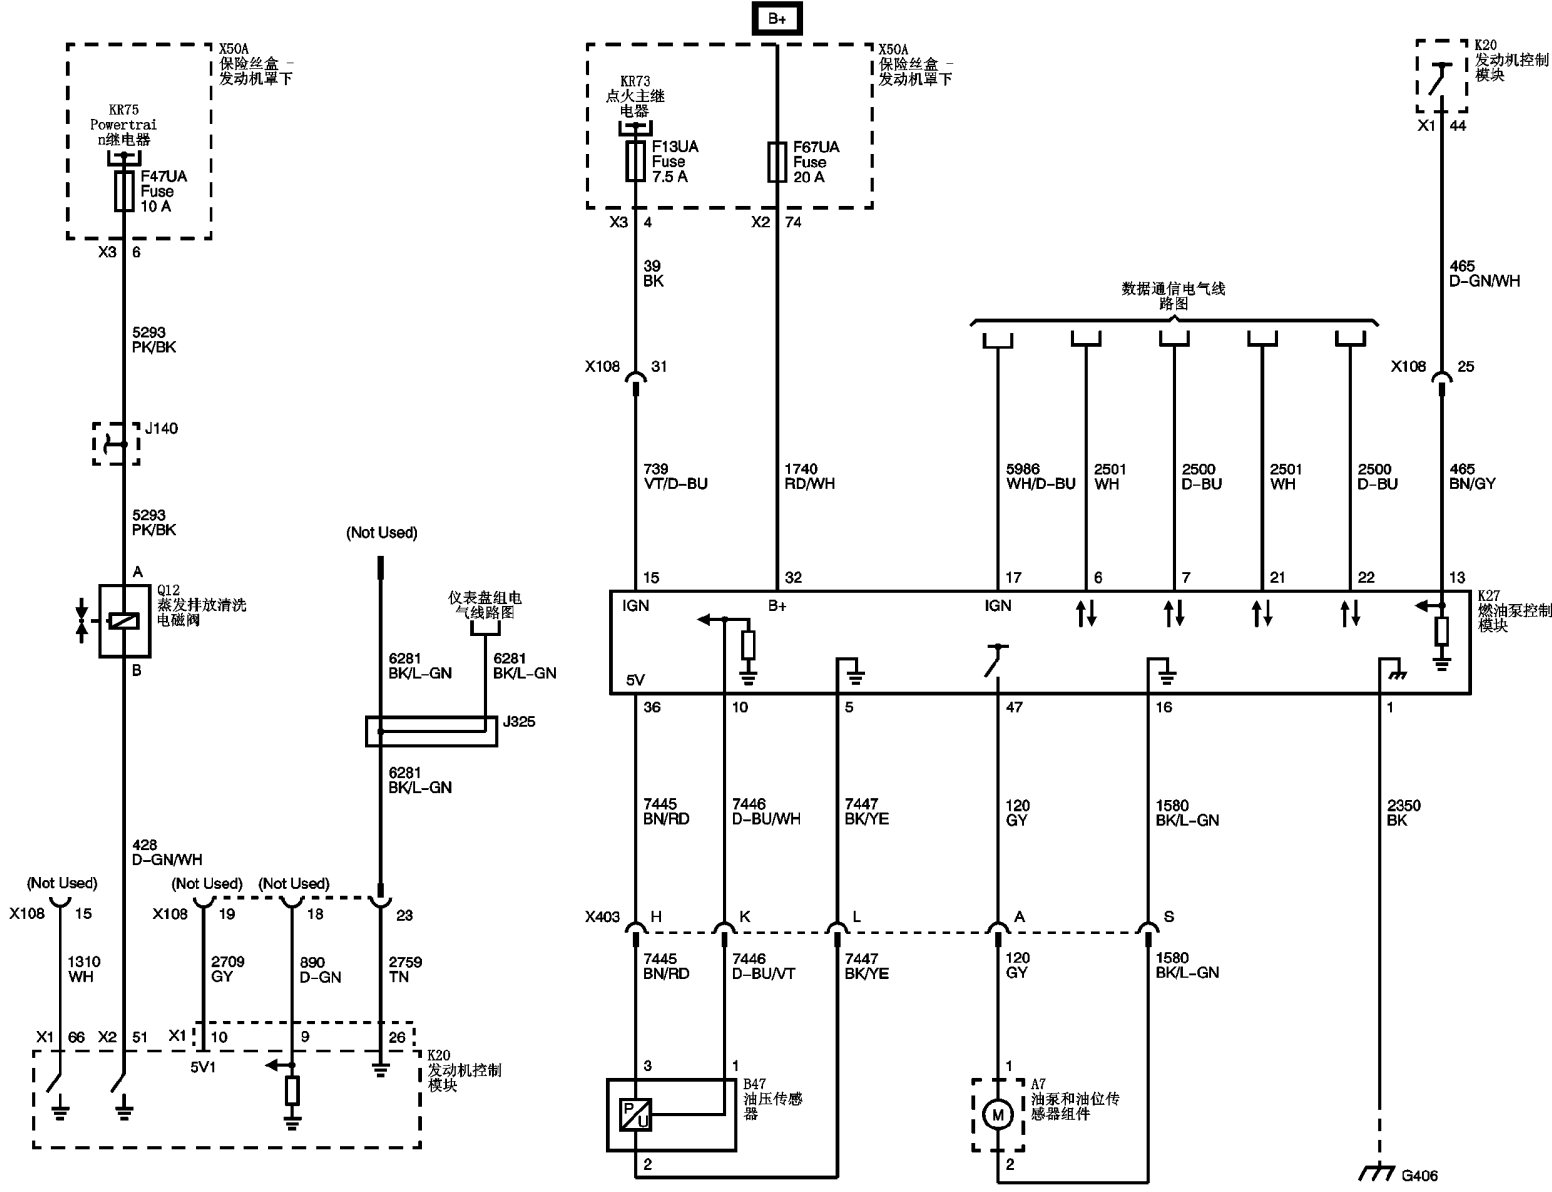 B+
X50A
保险丝盒 -
发动机罩下
KR75
Powertrai
n继电器
F47UA
Fuse
10 A
X3 6
5293
PK/BK
J140
5293
PK/BK
A
Q12
蒸发排放清洗
电磁阀
B
428
D-GN/WH
(Not Used)
X108 15
1310
WH
X1 66
X2 51
(Not Used)
X108 19
2709
GY
X1 10
5V1
(Not Used)
18
890
D-GN
9
(Not Used)
6281
BK/L-GN
仪表盘组电
气线路图
6281
BK/L-GN
J325
6281
BK/L-GN
23
2759
TN
26
K20
发动机控制
模块
X50A
保险丝盒 -
发动机罩下
KR73
点火主继
电器
F13UA
Fuse
7.5 A
F67UA
Fuse
20 A
X3 4
X2 74
39
BK
X108 31
739
VT/D-BU
1740
RD/WH
数据通信电气线
路图
5986
WH/D-BU
2501
WH
2500
D-BU
2501
WH
2500
D-BU
K20
发动机控制
模块
X1 44
465
D-GN/WH
X108 25
465
BN/GY
15
32
17
6
7
21
22
13
IGN
B+
IGN
K27
燃油泵控制
模块
5V
36
10
5
47
16
1
7445
BN/RD
7446
D-BU/WH
7447
BK/YE
120
GY
1580
BK/L-GN
2350
BK
X403 H
K
L
A
S
7445
BN/RD
7446
D-BU/VT
7447
BK/YE
120
GY
1580
BK/L-GN
3
1
B47
油压传感
器
P
U
2
1
A7
油泵和油位传
感器组件
M
2
G406